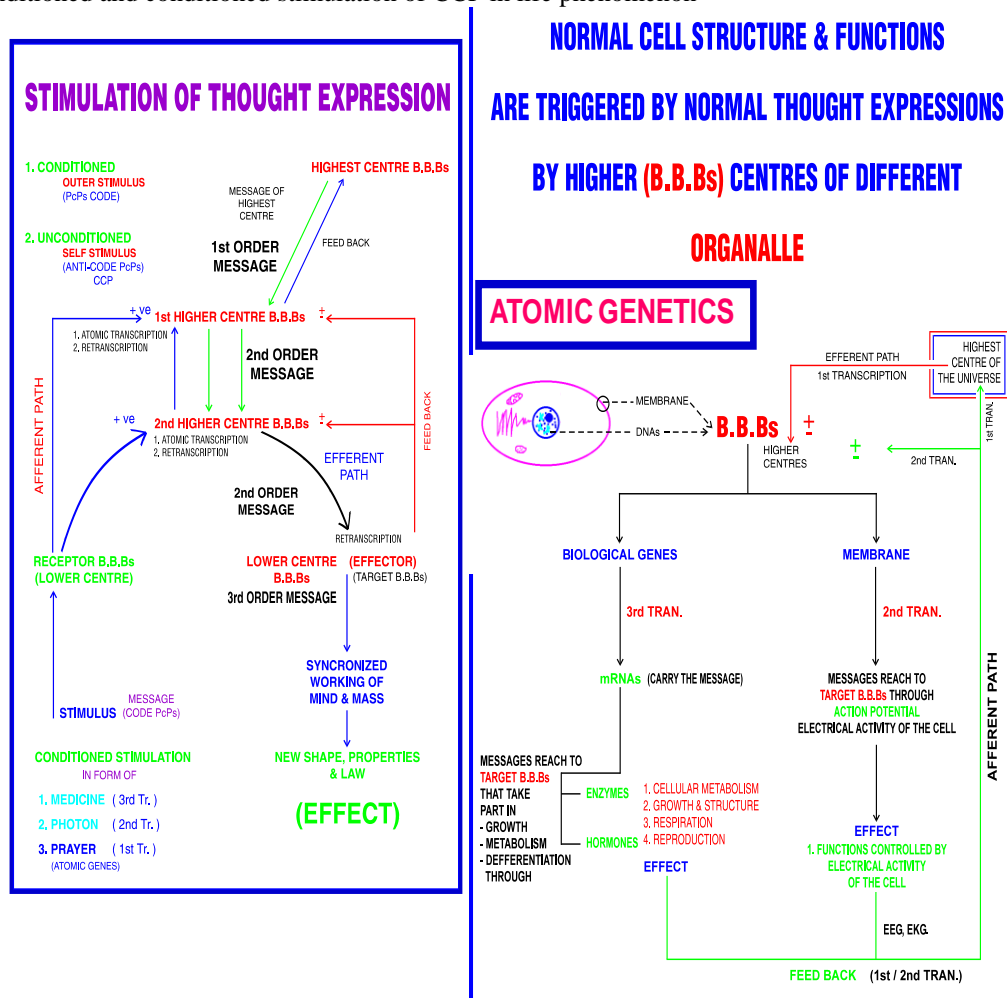 conditioned stimulation of CCP in life phenomenon
STIMULATION OF THOUGHT EXPRESSION
1. CONDITIONED
OUTER STIMULUS
(PcPs CODE)
2. UNCONDITIONED
SELF STIMULUS
(ANTI-CODE PcPs)
CCP
HIGHEST CENTRE B.B.Bs
MESSAGE OF
HIGHEST
CENTRE
FEED BACK
1st ORDER
MESSAGE
+ ve
1st HIGHER CENTRE B.B.Bs
±
1. ATOMIC TRANSCRIPTION
2. RETRANSCRIPTION
2nd ORDER
MESSAGE
+ve
2nd HIGHER CENTRE B.B.Bs
±
1. ATOMIC TRANSCRIPTION
2. RETRANSCRIPTION
AFFERENT PATH
FEED BACK
EFFERENT
PATH
2nd ORDER
MESSAGE
RETRANSCRIPTION
RECEPTOR B.B.Bs
(LOWER CENTRE)
LOWER CENTRE (EFFECTOR)
B.B.Bs (TARGET B.B.Bs)
3rd ORDER MESSAGE
SYNCRONIZED
WORKING OF
MIND & MASS
STIMULUS
MESSAGE
(CODE PcPs)
NEW SHAPE, PROPERTIES
& LAW
(EFFECT)
CONDITIONED STIMULATION
IN FORM OF
1. MEDICINE ( 3rd Tr. )
2. PHOTON ( 2nd Tr. )
3. PRAYER ( 1st Tr. )
(ATOMIC GENES)
NORMAL CELL STRUCTURE & FUNCTIONS
ARE TRIGGERED BY NORMAL THOUGHT EXPRESSIONS
BY HIGHER (B.B.Bs) CENTRES OF DIFFERENT
ORGANALLE
ATOMIC GENETICS
EFFERENT PATH
1st TRANSCRIPTION
HIGHEST
CENTRE OF
THE UNIVERSE
MEMBRANE
DNAs
B.B.Bs
±
HIGHER
CENTRES
±
2nd TRAN.
1st TRAN.
BIOLOGICAL GENES
MEMBRANE
3rd TRAN.
2nd TRAN.
mRNAs (CARRY THE MESSAGE)
MESSAGES REACH TO
TARGET B.B.Bs THROUGH
ACTION POTENTIAL
ELECTRICAL ACTIVITY OF THE CELL
AFFERENT PATH
MESSAGES REACH TO
TARGET B.B.Bs
THAT TAKE
PART IN
- GROWTH
- METABOLISM
- DEFFERENTIATION
THROUGH
ENZYMES
HORMONES
1. CELLULAR METABOLISM
2. GROWTH & STRUCTURE
3. RESPIRATION
4. REPRODUCTION
EFFECT
EFFECT
1. FUNCTIONS CONTROLLED BY
ELECTRICAL ACTIVITY
OF THE CELL
EEG, EKG.
FEED BACK (1st / 2nd TRAN.)